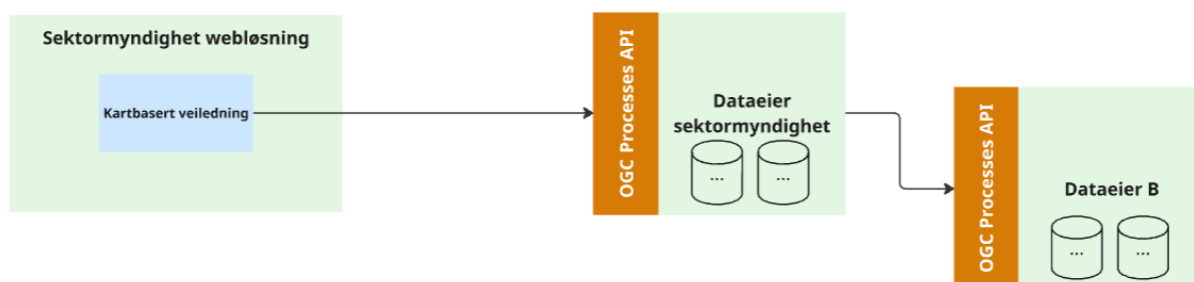 Sektormyndighet webløsning
Kartbasert veiledning
OGC Processes API
Dataeier
sektormyndighet
...
...
OGC Processes API
Dataeier B
...
...